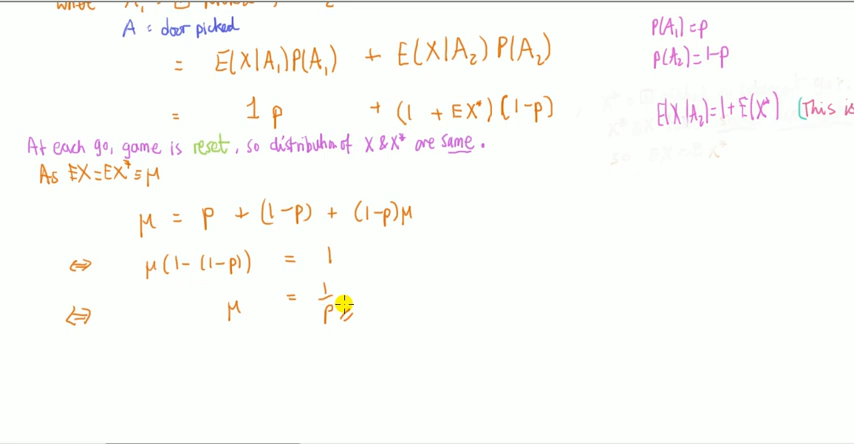 A = door picked
P(A₁)=p
P(A₂)=1-p
= E(X|A₁)P(A₁) + E(X|A₂)P(A₂)
= 1 p + (1 + EX*)(1-p)
E(X|A₂)=1+E(X*) (This is
At each go, game is reset, so distribution of X & X* are same.
As EX=EX*=μ
μ = p + (1-p) + (1-p)μ
⇔ μ(1-(1-p)) = 1
⇔ μ = 1/p